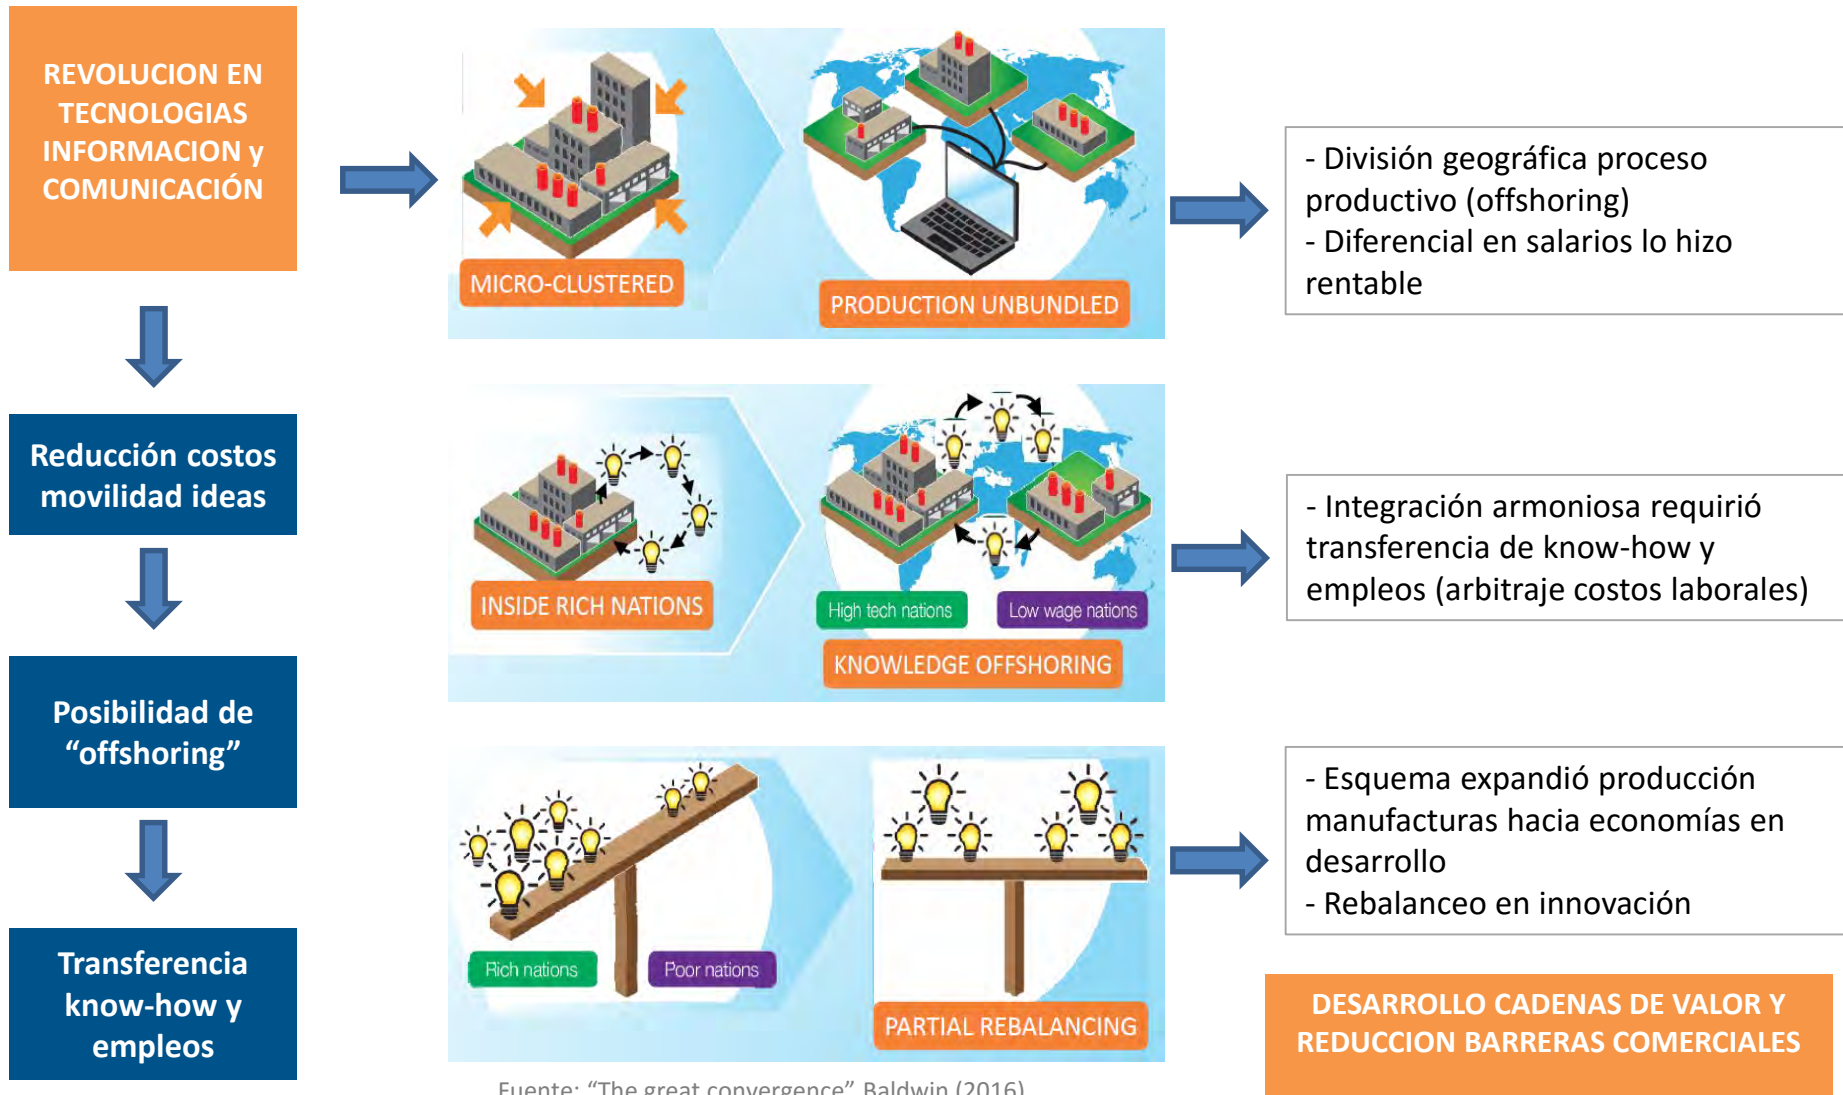 REVOLUCION EN
TECNOLOGIAS
INFORMACION y
COMUNICACIÓN
Reducción costos
movilidad ideas
Posibilidad de
“offshoring”
Transferencia
know-how y
empleos
MICRO-CLUSTERED
PRODUCTION UNBUNDLED
- División geográfica proceso
productivo (offshoring)
- Diferencial en salarios lo hizo
rentable
INSIDE RICH NATIONS
High tech nations
Low wage nations
KNOWLEDGE OFFSHORING
- Integración armoniosa requirió
transferencia de know-how y
empleos (arbitraje costos laborales)
Rich nations
Poor nations
PARTIAL REBALANCING
- Esquema expandió producción
manufacturas hacia economías en
desarrollo
- Rebalanceo en innovación
DESARROLLO CADENAS DE VALOR Y
REDUCCION BARRERAS COMERCIALES
Fuente: “The great convergence” Baldwin (2016)